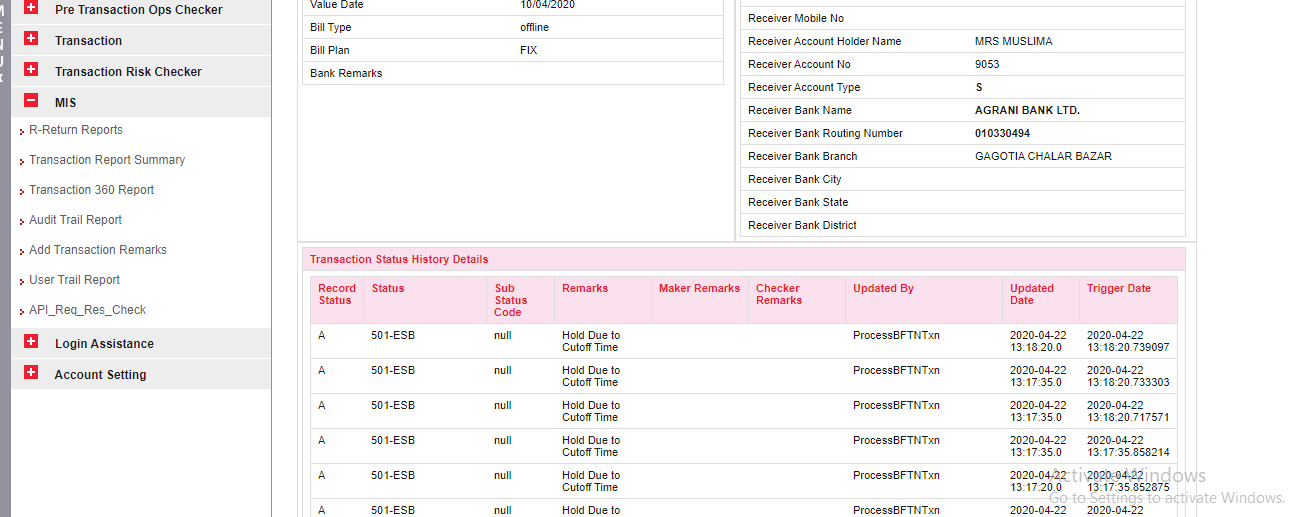 Pre Transaction Ops Checker
Transaction
Transaction Risk Checker
MIS
R-Return Reports
Transaction Report Summary
Transaction 360 Report
Audit Trail Report
Add Transaction Remarks
User Trail Report
API_Req_Res_Check
Login Assistance
Account Setting
Value Date 10/04/2020
Bill Type offline
Bill Plan FIX
Bank Remarks
Receiver Mobile No
Receiver Account Holder Name MRS MUSLIMA
Receiver Account No 9053
Receiver Account Type S
Receiver Bank Name AGRANI BANK LTD.
Receiver Bank Routing Number 010330494
Receiver Bank Branch GAGOTIA CHALAR BAZAR
Receiver Bank City
Receiver Bank State
Receiver Bank District
Transaction Status History Details
Record Status Sub Remarks Maker Remarks Checker Updated By Updated Trigger Date
Status Status Remarks Date
Code
A 501-ESB null Hold Due to ProcessBFTNTxn 2020-04-22 2020-04-22
Cutoff Time 13:18:20.0 13:18:20.739097
A 501-ESB null Hold Due to ProcessBFTNTxn 2020-04-22 2020-04-22
Cutoff Time 13:17:35.0 13:18:20.733303
A 501-ESB null Hold Due to ProcessBFTNTxn 2020-04-22 2020-04-22
Cutoff Time 13:17:35.0 13:18:20.717571
A 501-ESB null Hold Due to ProcessBFTNTxn 2020-04-22 2020-04-22
Cutoff Time 13:17:35.0 13:17:35.858214
A 501-ESB null Hold Due to ProcessBFTNTxn 2020-04-22 2020-04-22
Cutoff Time 13:17:20.0 13:17:35.852875
A 501-ESB null Hold Due to ProcessBFTNTxn 2020-04-22 2020-04-22
Activate Windows
Go to Settings to activate Windows.